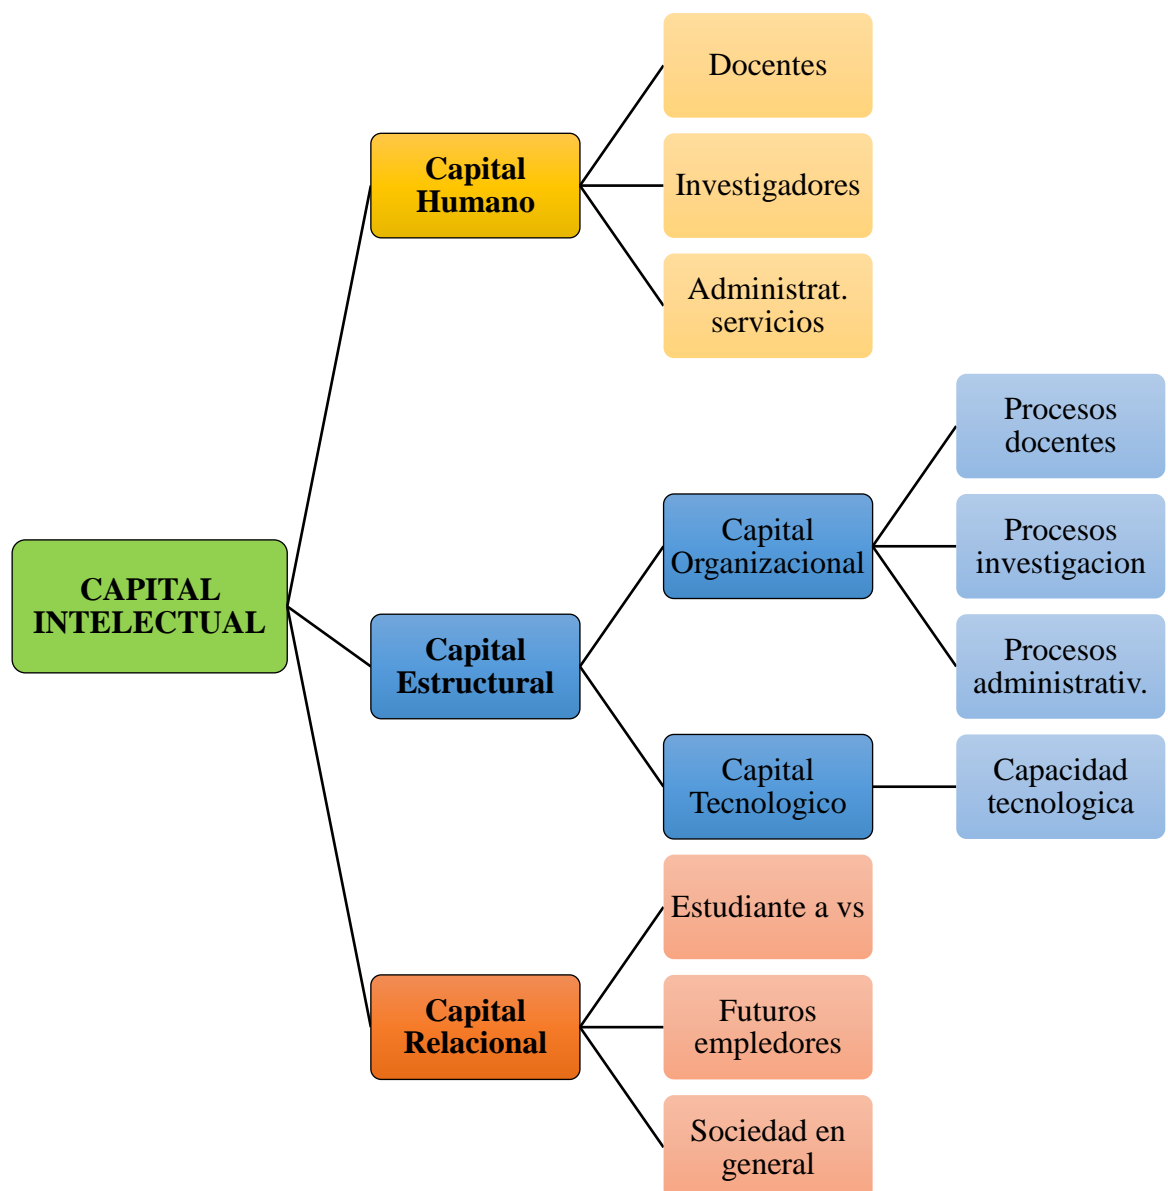 Docentes
Capital
Humano
Investigadores
Administrat.
servicios
Procesos
docentes
Capital
Organizacional
Procesos
investigacion
CAPITAL
INTELECTUAL
Capital
Estructural
Procesos
administrativ.
Capital
Tecnologico
Capacidad
tecnologica
Estudiante a vs
Capital
Relacional
Futuros
empledores
Sociedad en
general